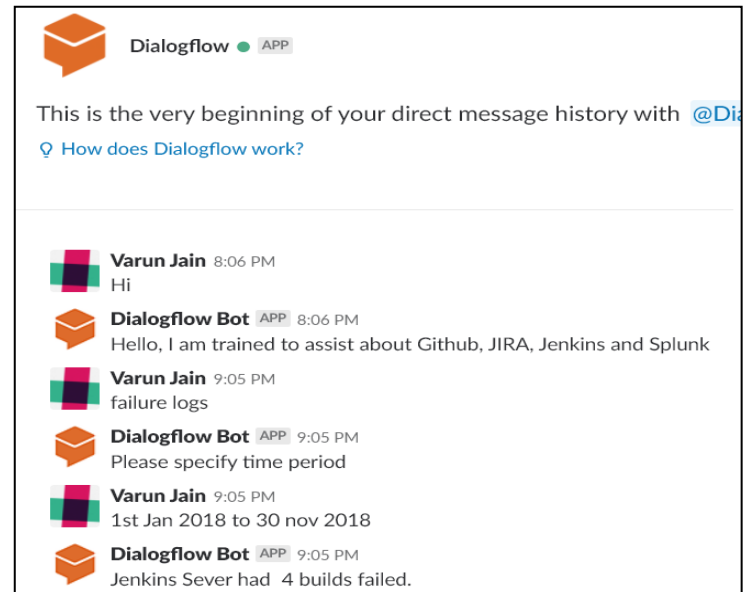 Dialogflow APP
This is the very beginning of your direct message history with @Dia
How does Dialogflow work?
Varun Jain 8:06 PM
Hi
Dialogflow Bot APP 8:06 PM
Hello, I am trained to assist about Github, JIRA, Jenkins and Splunk
Varun Jain 9:05 PM
failure logs
Dialogflow Bot APP 9:05 PM
Please specify time period
Varun Jain 9:05 PM
1st Jan 2018 to 30 nov 2018
Dialogflow Bot APP 9:05 PM
Jenkins Sever had 4 builds failed.